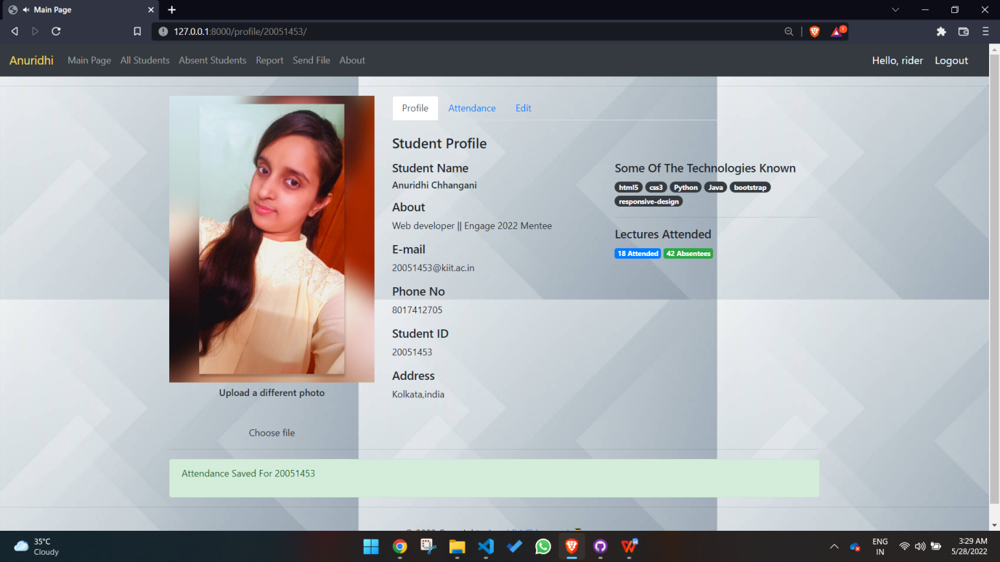 Main Page
127.0.0.1:8000/profile/20051453/
1
Anuridhi Main Page All Students Absent Students Report Send File About Hello, rider Logout
Profile Attendance Edit
Student Profile
Student Name
Anuridhi Chhangani
About
Web developer || Engage 2022 Mentee
E-mail
20051453@kiit.ac.in
Phone No
8017412705
Student ID
20051453
Address
Kolkata,india
Some Of The Technologies Known
html5 css3 Python Java bootstrap
responsive-design
Lectures Attended
18 Attended 42 Absentees
Upload a different photo
Choose file
Attendance Saved For 20051453
35°C
Cloudy
ENG
IN
3:29 AM
5/28/2022